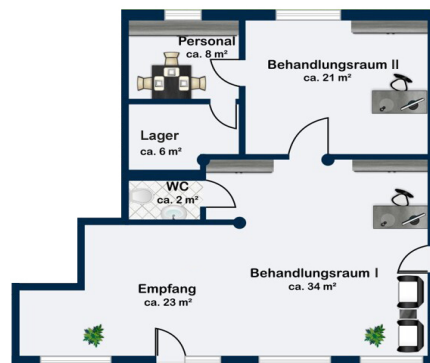 Personal
ca. 8 m²
Behandlungsraum II
ca. 21 m²
Lager
ca. 6 m²
WC
ca. 2 m²
Behandlungsraum I
ca. 34 m²
Empfang
ca. 23 m²